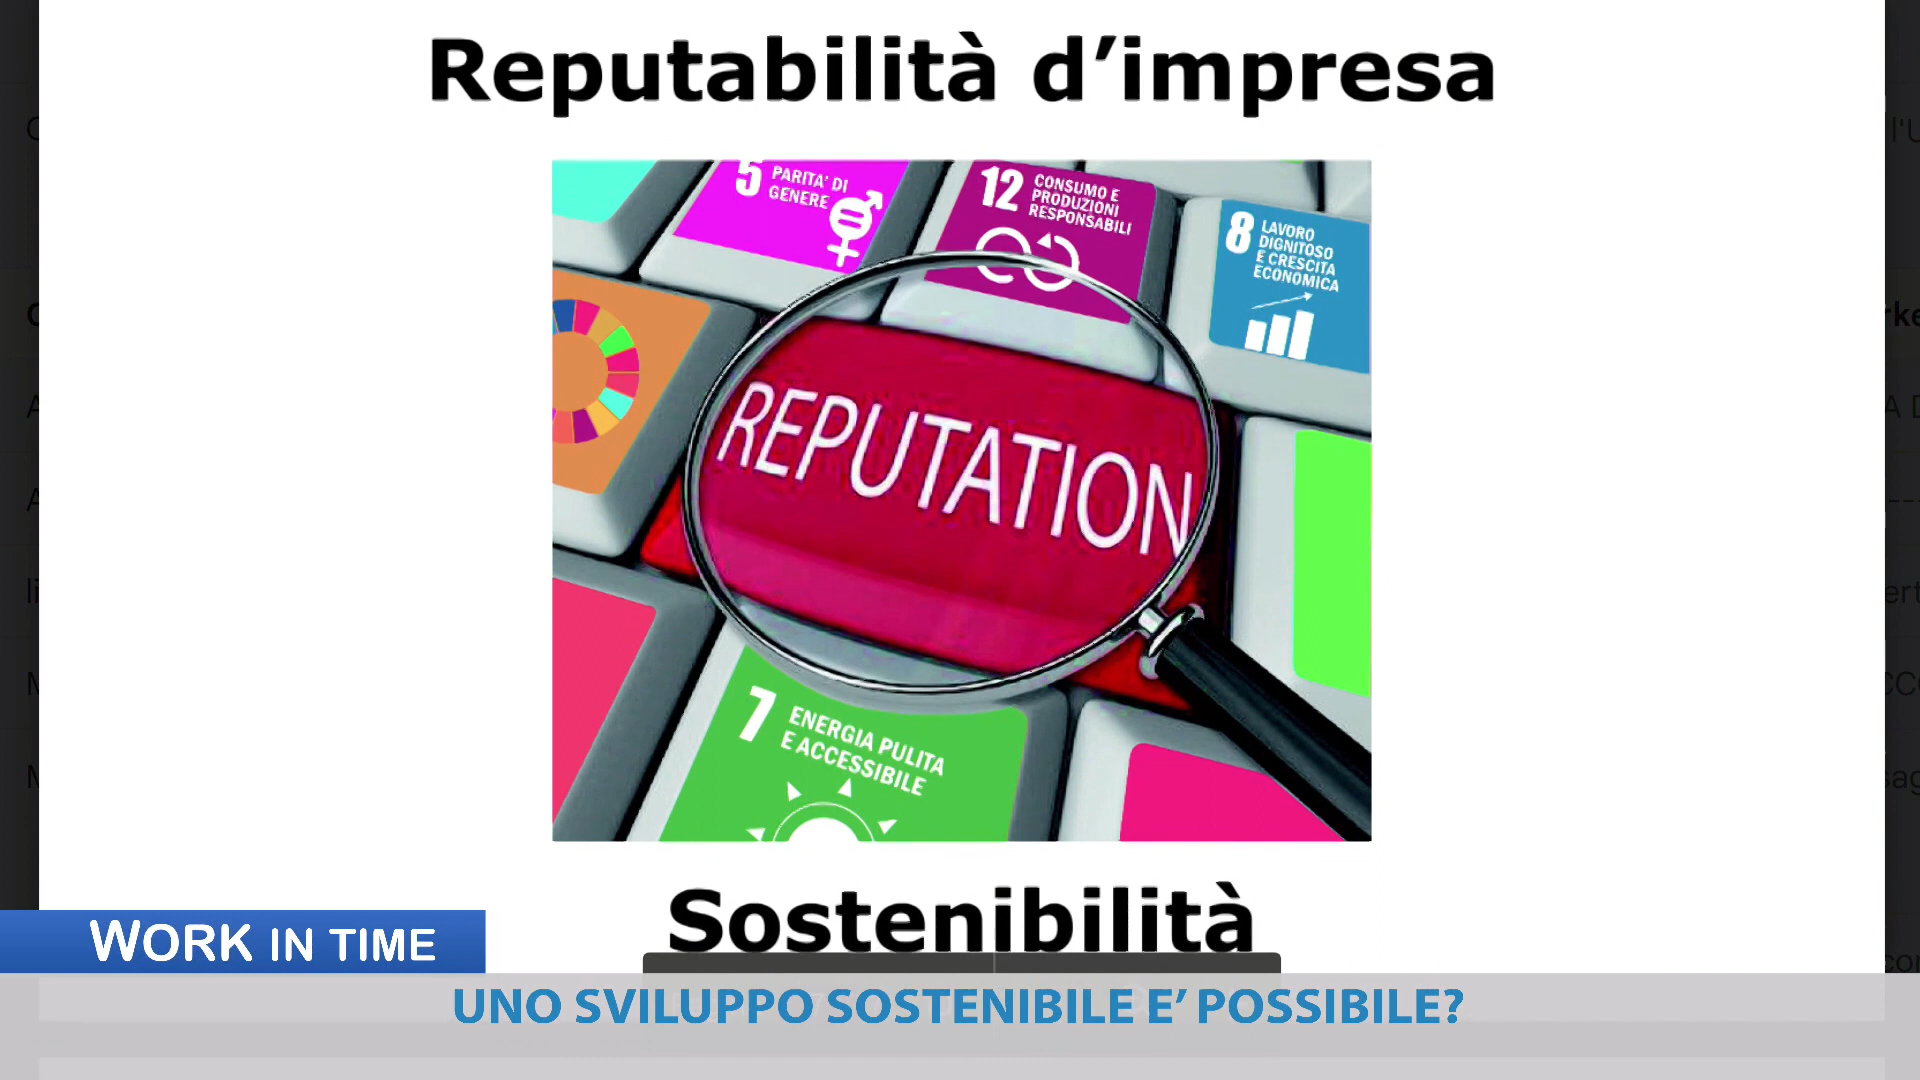 Reputabilità d’impresa
5 PARITA' DI
GENERE
12 CONSUMO E
PRODUZIONI
RESPONSABILI
8 LAVORO
DIGNITOSO
E CRESCITA
ECONOMICA
REPUTATION
7 ENERGIA PULITA
E ACCESSIBILE
Sostenibilità
WORK IN TIME
UNO SVILUPPO SOSTENIBILE E’ POSSIBILE?